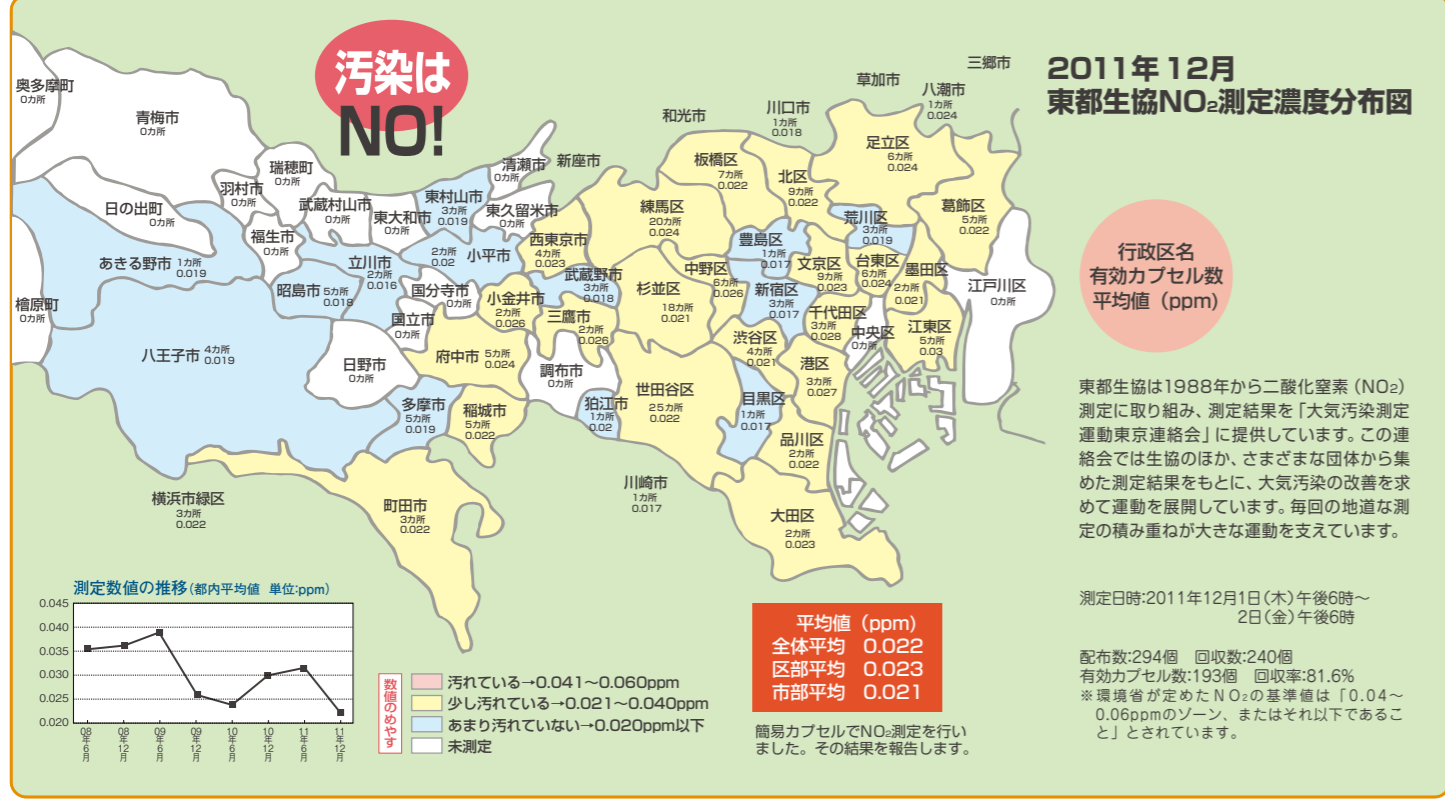 汚染は
NO!
2011年 12月
東都生協NO₂測定濃度分布図
奥多摩町
0カ所
青梅市
0カ所
瑞穂町
0カ所
羽村市
0カ所
日の出町
0カ所
武蔵村山市
0カ所
福生市
0カ所
東大和市
0カ所
東村山市
3カ所
0.019
清瀬市
0カ所
新座市
東久留米市
0カ所
あきる野市 1カ所
0.019
立川市
2カ所
0.016
2カ所
0.02
小平市
西東京市
4カ所
0.023
昭島市 5カ所
0.018
国分寺市
0カ所
小金井市
2カ所
0.026
武蔵野市
3カ所
0.018
国立市
0カ所
三鷹市
2カ所
0.026
檜原町
0カ所
八王子市 4カ所
0.019
日野市
0カ所
府中市 5カ所
0.024
調布市
0カ所
多摩市
5カ所
0.019
稲城市
5カ所
0.022
狛江市
1カ所
0.02
町田市
3カ所
0.022
横浜市緑区
3カ所
0.022
川崎市
1カ所
0.017
和光市
川口市
1カ所
0.018
草加市
八潮市
1カ所
0.024
三郷市
板橋区
7カ所
0.022
北区
9カ所
0.022
足立区
6カ所
0.024
葛飾区
5カ所
0.022
練馬区
20カ所
0.024
豊島区
1カ所
0.017
荒川区
3カ所
0.019
文京区
9カ所
0.023
台東区
6カ所
0.024
墨田区
2カ所
0.021
江戸川区
0カ所
中野区
6カ所
0.026
杉並区
18カ所
0.021
新宿区
3カ所
0.017
千代田区
3カ所
0.028
中央区
0カ所
江東区
5カ所
0.03
渋谷区
4カ所
0.021
港区
3カ所
0.027
世田谷区
25カ所
0.022
目黒区
1カ所
0.017
品川区
2カ所
0.022
大田区
2カ所
0.023
行政区名
有効カプセル数
平均値（ppm）
東都生協は1988年から二酸化窒素（NO₂）
測定に取り組み、測定結果を「大気汚染測定
運動東京連絡会」に提供しています。この連
絡会では生協のほか、さまざまな団体から集
めた測定結果をもとに、大気汚染の改善を求
めて運動を展開しています。毎回の地道な測
定の積み重ねが大きな運動を支えています。
測定日時:2011年12月1日（木）午後6時～
2日（金）午後6時
配布数:294個 回収数:240個
有効カプセル数:193個 回収率:81.6%
※環境省が定めたNO₂の基準値は「0.04～
0.06ppmのゾーン、またはそれ以下であるこ
と」とされています。
測定数値の推移（都内平均値 単位:ppm）
0.045
0.040
0.035
0.030
0.025
0.020
08年6月
08年12月
09年6月
09年12月
10年6月
10年12月
11年6月
11年12月
数値のめやす
汚れている→0.041～0.060ppm
少し汚れている→0.021～0.040ppm
あまり汚れていない→0.020ppm以下
未測定
平均値（ppm）
全体平均 0.022
区部平均 0.023
市部平均 0.021
簡易カプセルでNO₂測定を行い
ました。その結果を報告します。